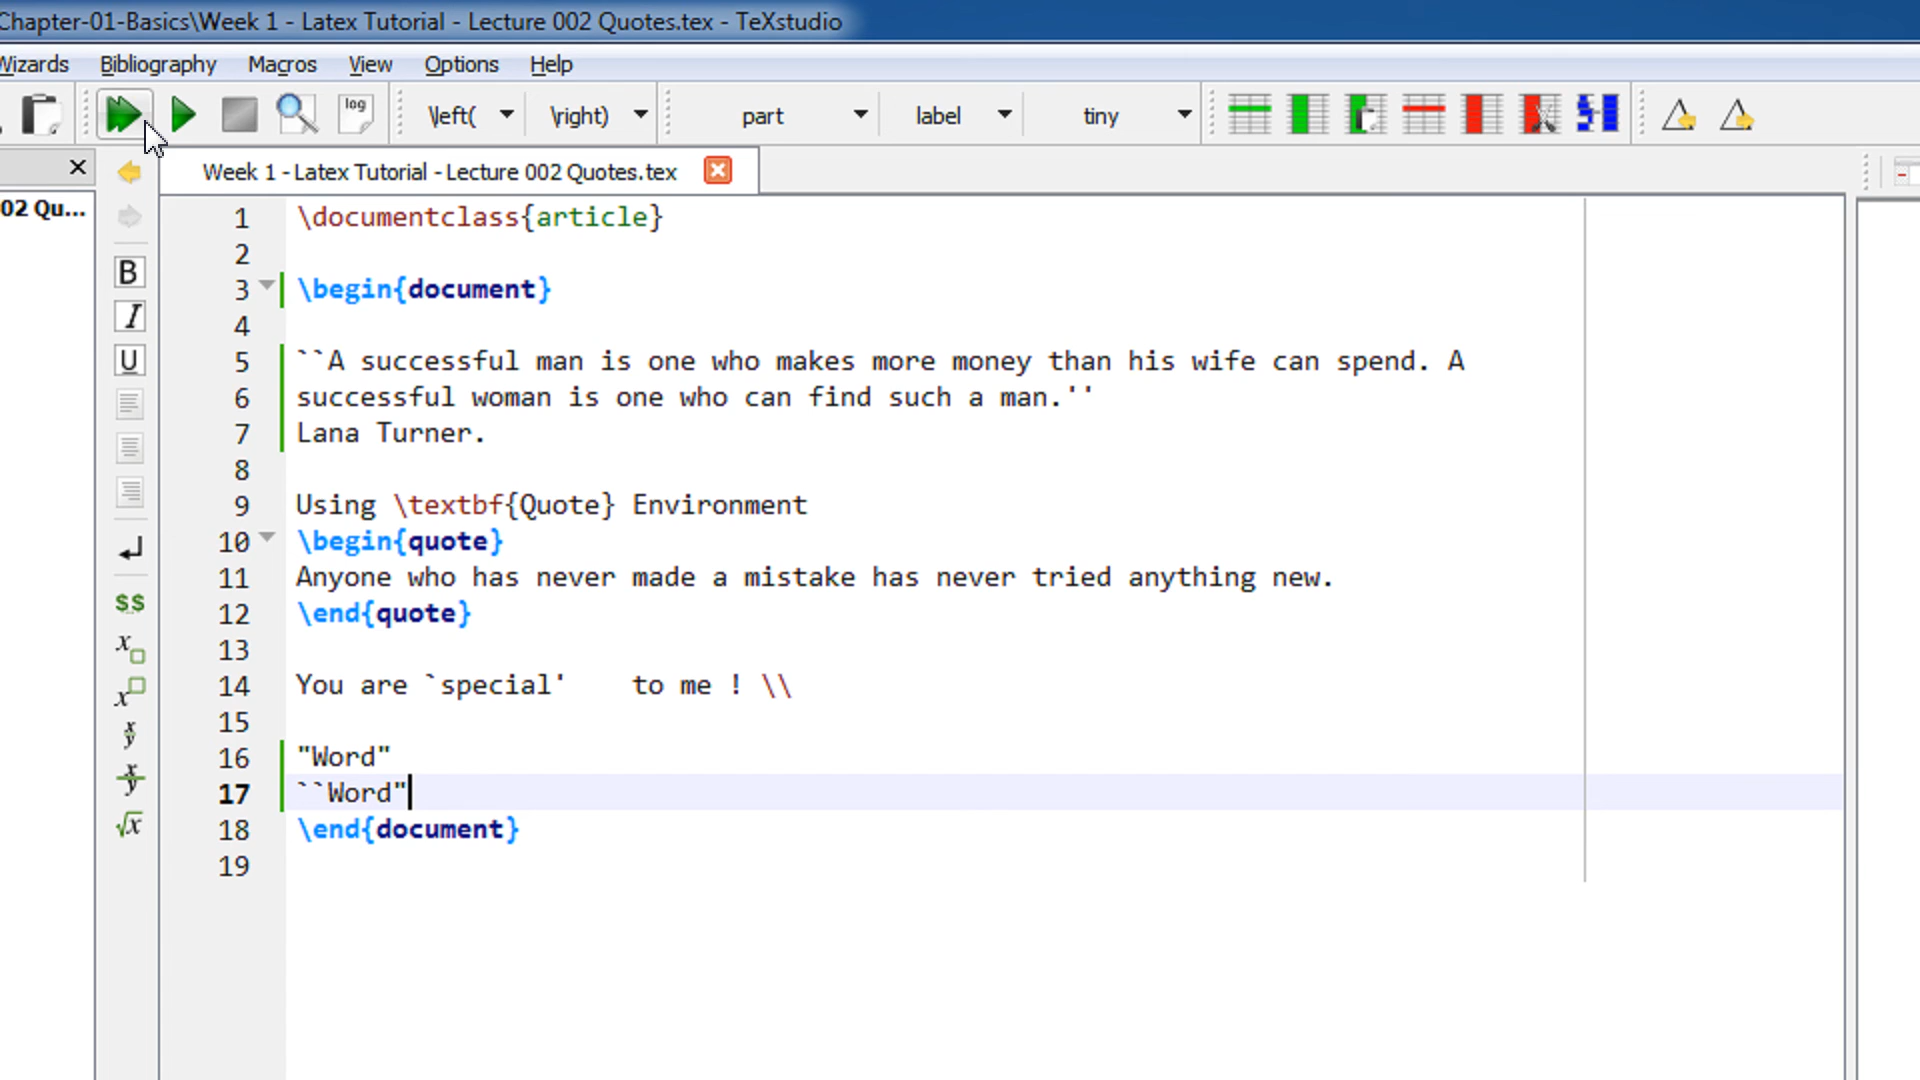 Chapter-01-Basics\Week 1 - Latex Tutorial - Lecture 002 Quotes.tex - TeXstudio
Wizards Bibliography Macros View Options Help
log \left( \right) part label tiny
02 Qu... Week 1 - Latex Tutorial - Lecture 002 Quotes.tex
1 \documentclass{article}
2
3 \begin{document}
4
5 ``A successful man is one who makes more money than his wife can spend. A
6 successful woman is one who can find such a man.''
7 Lana Turner.
8
9 Using \textbf{Quote} Environment
10 \begin{quote}
11 Anyone who has never made a mistake has never tried anything new.
12 \end{quote}
13
14 You are `special'    to me ! \\
15
16 "Word"
17 ``Word"
18 \end{document}
19
B
I
U
$$
x
x
x
y
x
y
√x